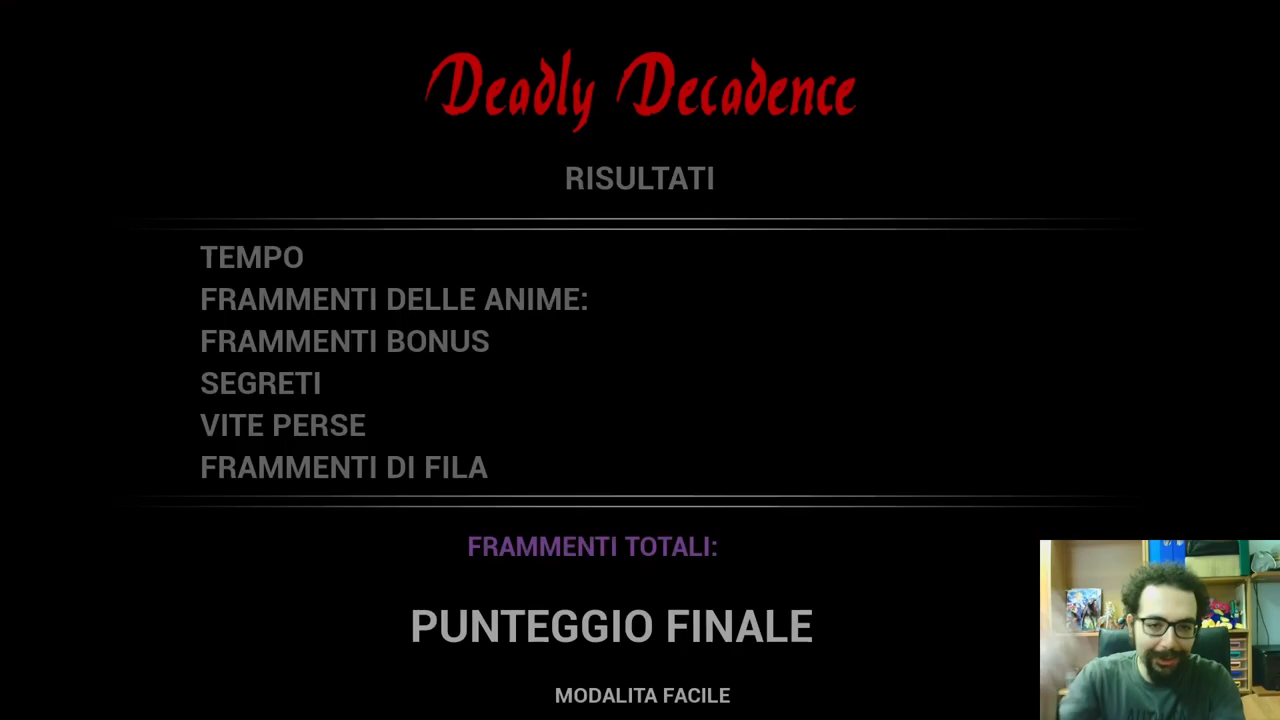 Deadly Decadence
RISULTATI
TEMPO
FRAMMENTI DELLE ANIME:
FRAMMENTI BONUS
SEGRETI
VITE PERSE
FRAMMENTI DI FILA
FRAMMENTI TOTALI:
PUNTEGGIO FINALE
MODALITA FACILE